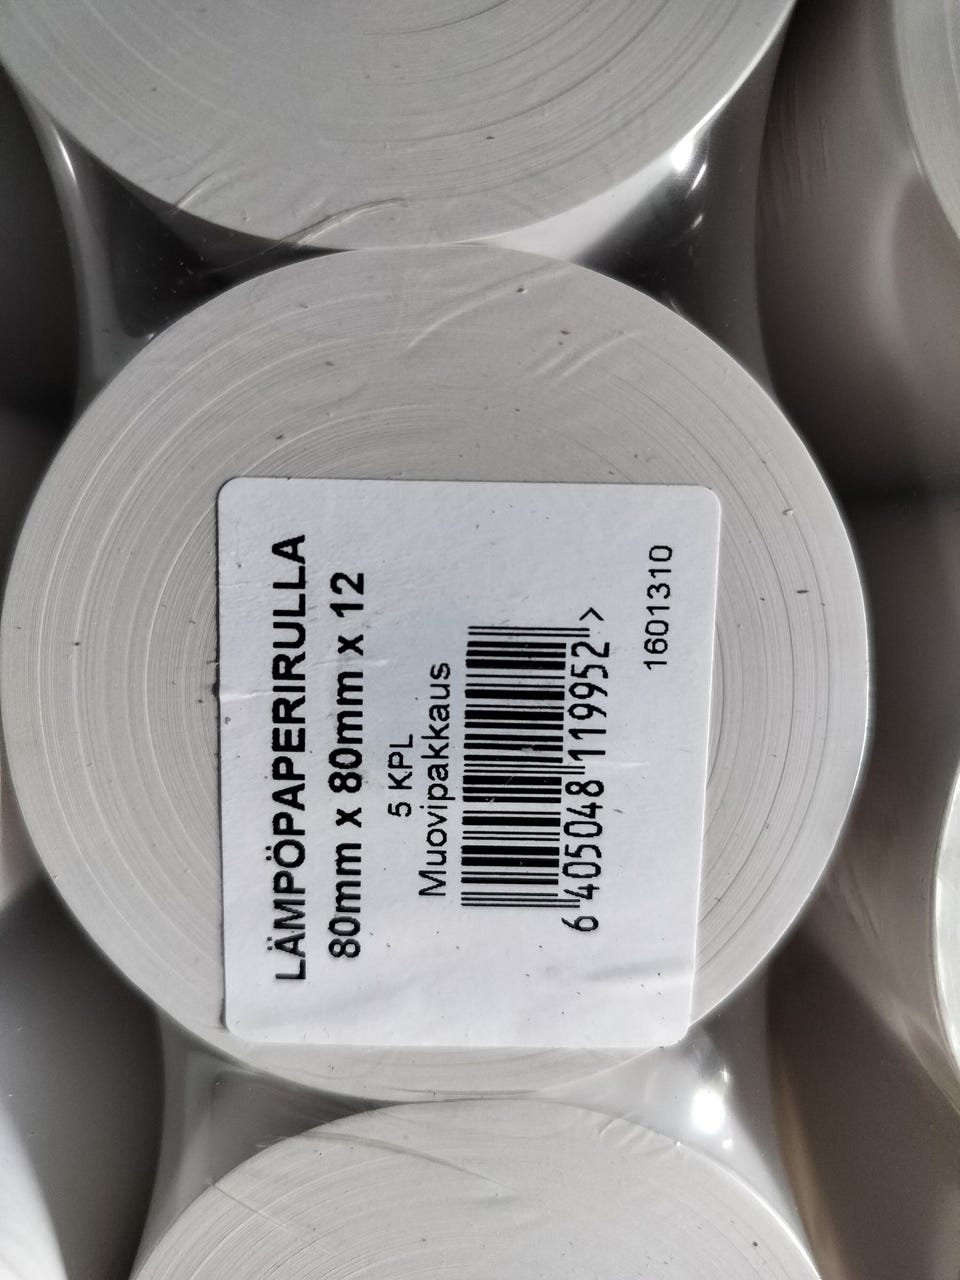 LÄMPÖPAPERIRULLA
80mm x 80mm x 12
5 KPL
Muovipakkaus
6 405048 119952 >
1601310